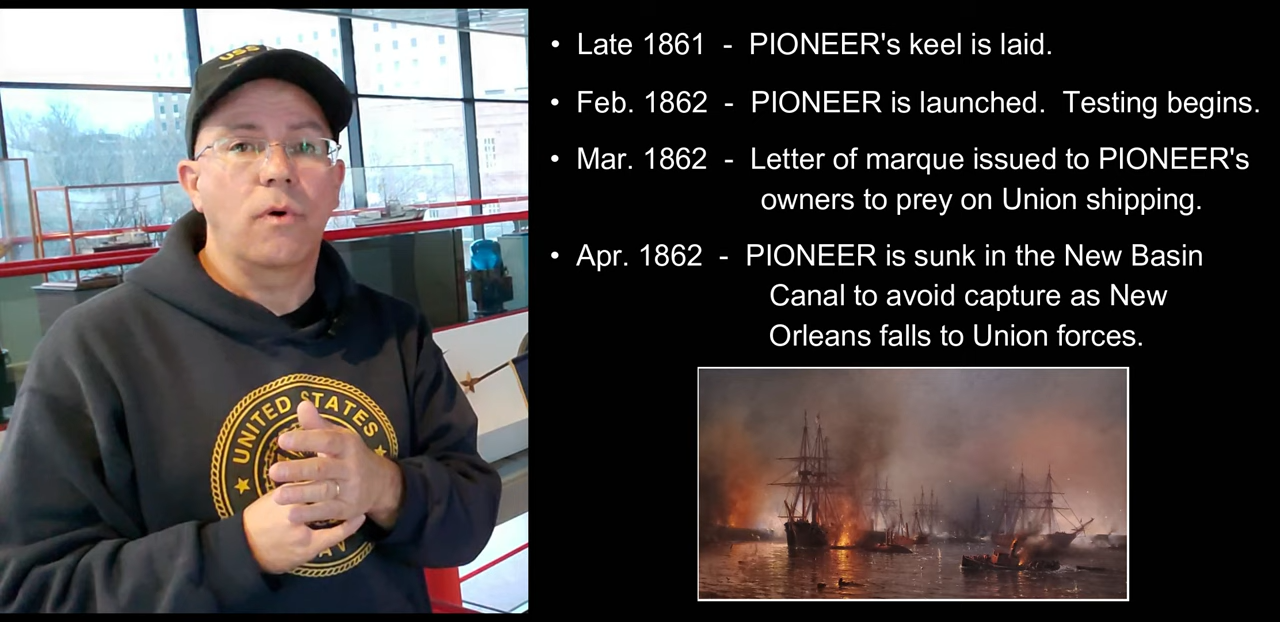 USS
UNITED STATES
• Late 1861 - PIONEER's keel is laid.
• Feb. 1862 - PIONEER is launched. Testing begins.
• Mar. 1862 - Letter of marque issued to PIONEER's
owners to prey on Union shipping.
• Apr. 1862 - PIONEER is sunk in the New Basin
Canal to avoid capture as New
Orleans falls to Union forces.